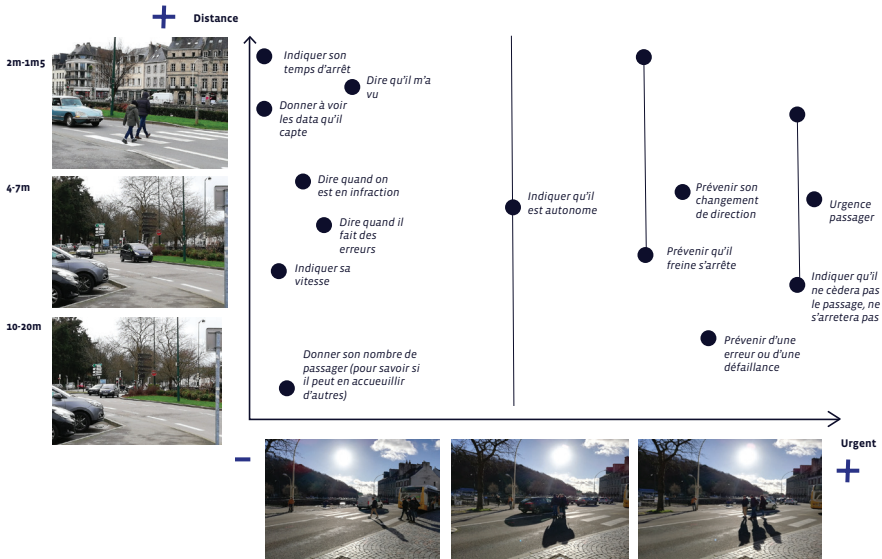 + Distance
2m-1m5
4-7m
10-20m
Indiquer son
temps d'arrêt
Dire qu'il m'a
vu
Donner à voir
les data qu'il
capte
Dire quand on
est en infraction
Dire quand il
fait des
erreurs
Indiquer sa
vitesse
Donner son nombre de
passager (pour savoir si
il peut en accueuillir
d'autres)
Indiquer qu'il
est autonome
Prévenir son
changement
de direction
Prévenir qu'il
freine s'arrête
Urgence
passager
Indiquer qu'il
ne cèdera pas
le passage, ne
s'arretera pas
Prévenir d'une
erreur ou d'une
défaillance
Urgent
–
+